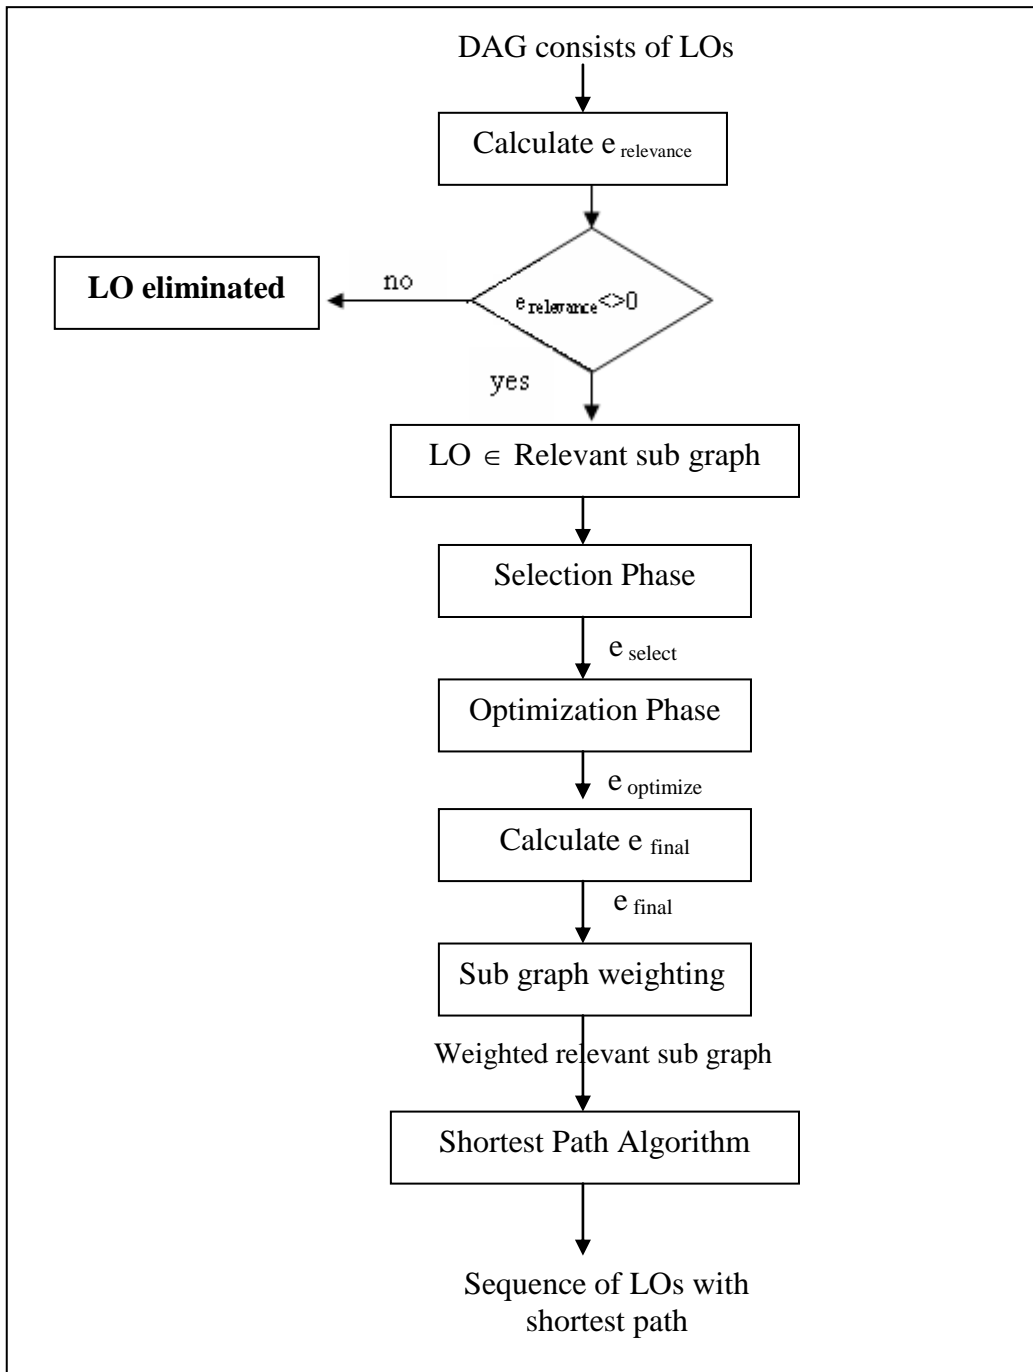 DAG consists of LOs
Calculate e relevance
no
LO eliminated
e relevance<>0
yes
LO ∈ Relevant sub graph
Selection Phase
e select
Optimization Phase
e optimize
Calculate e final
e final
Sub graph weighting
Weighted relevant sub graph
Shortest Path Algorithm
Sequence of LOs with
shortest path